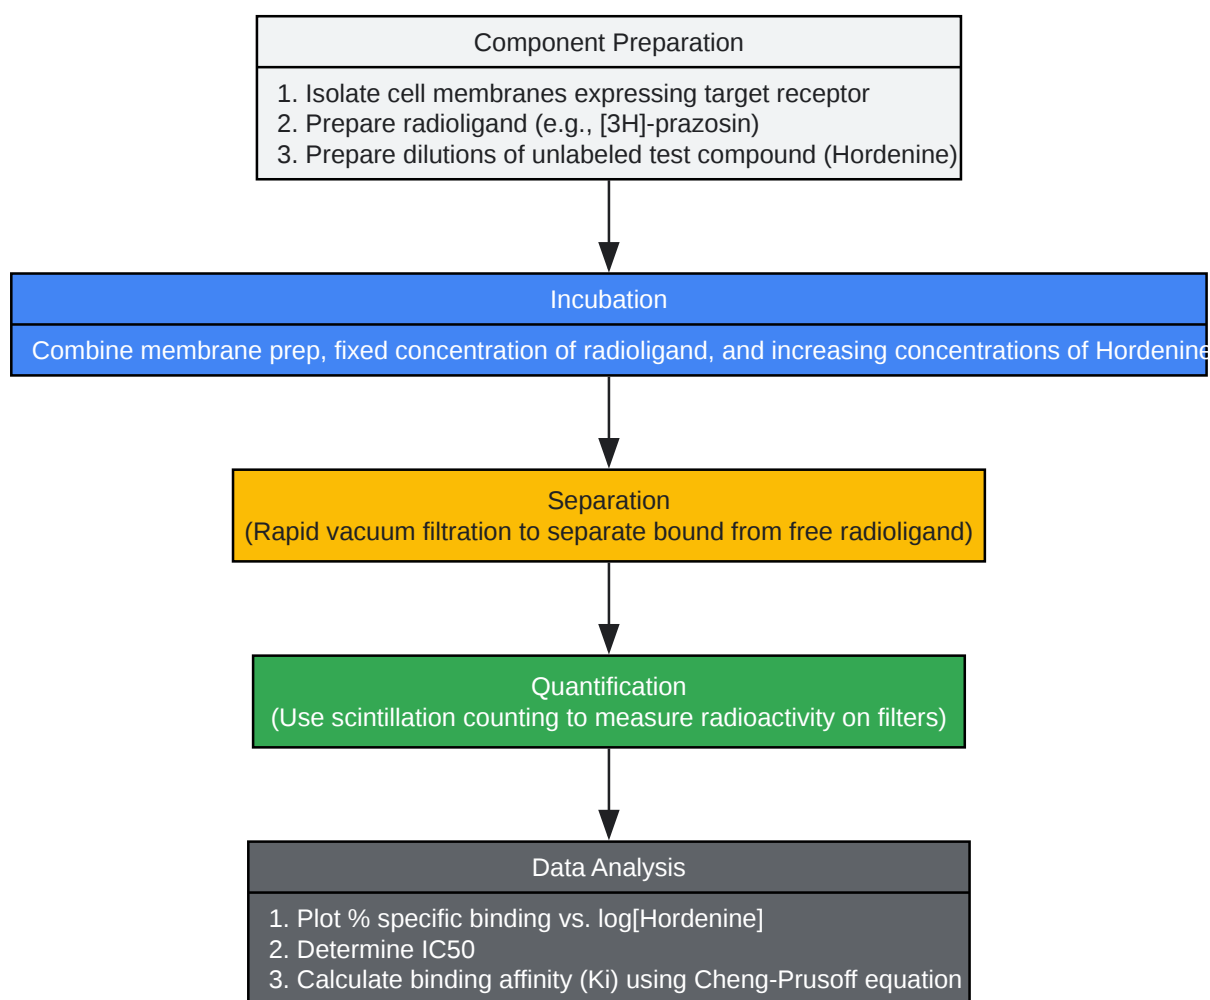 Component Preparation
1. Isolate cell membranes expressing target receptor
2. Prepare radioligand (e.g., [3H]-prazosin)
3. Prepare dilutions of unlabeled test compound (Hordenine)
Incubation
Combine membrane prep, fixed concentration of radioligand, and increasing concentrations of Hordenine
Separation
(Rapid vacuum filtration to separate bound from free radioligand)
Quantification
(Use scintillation counting to measure radioactivity on filters)
Data Analysis
1. Plot % specific binding vs. log[Hordenine]
2. Determine IC50
3. Calculate binding affinity (Ki) using Cheng-Prusoff equation